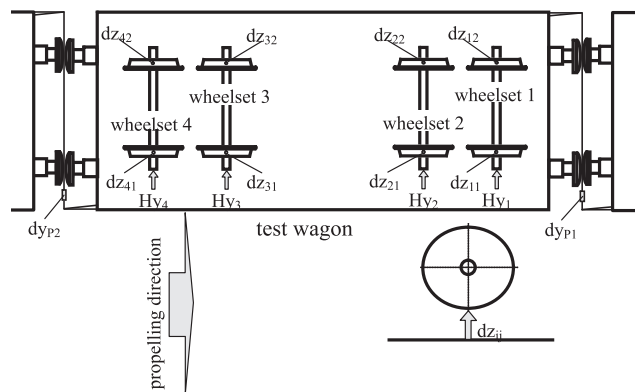 dz₄₂ dz₃₂ dz₂₂ dz₁₂
wheelset 3 wheelset 1
wheelset 4 wheelset 2
dz₄₁ dz₃₁ dz₂₁ dz₁₁
Hy₄ Hy₃ Hy₂ Hy₁
dyP2 test wagon dyP1
propelling direction
dzᵢⱼ